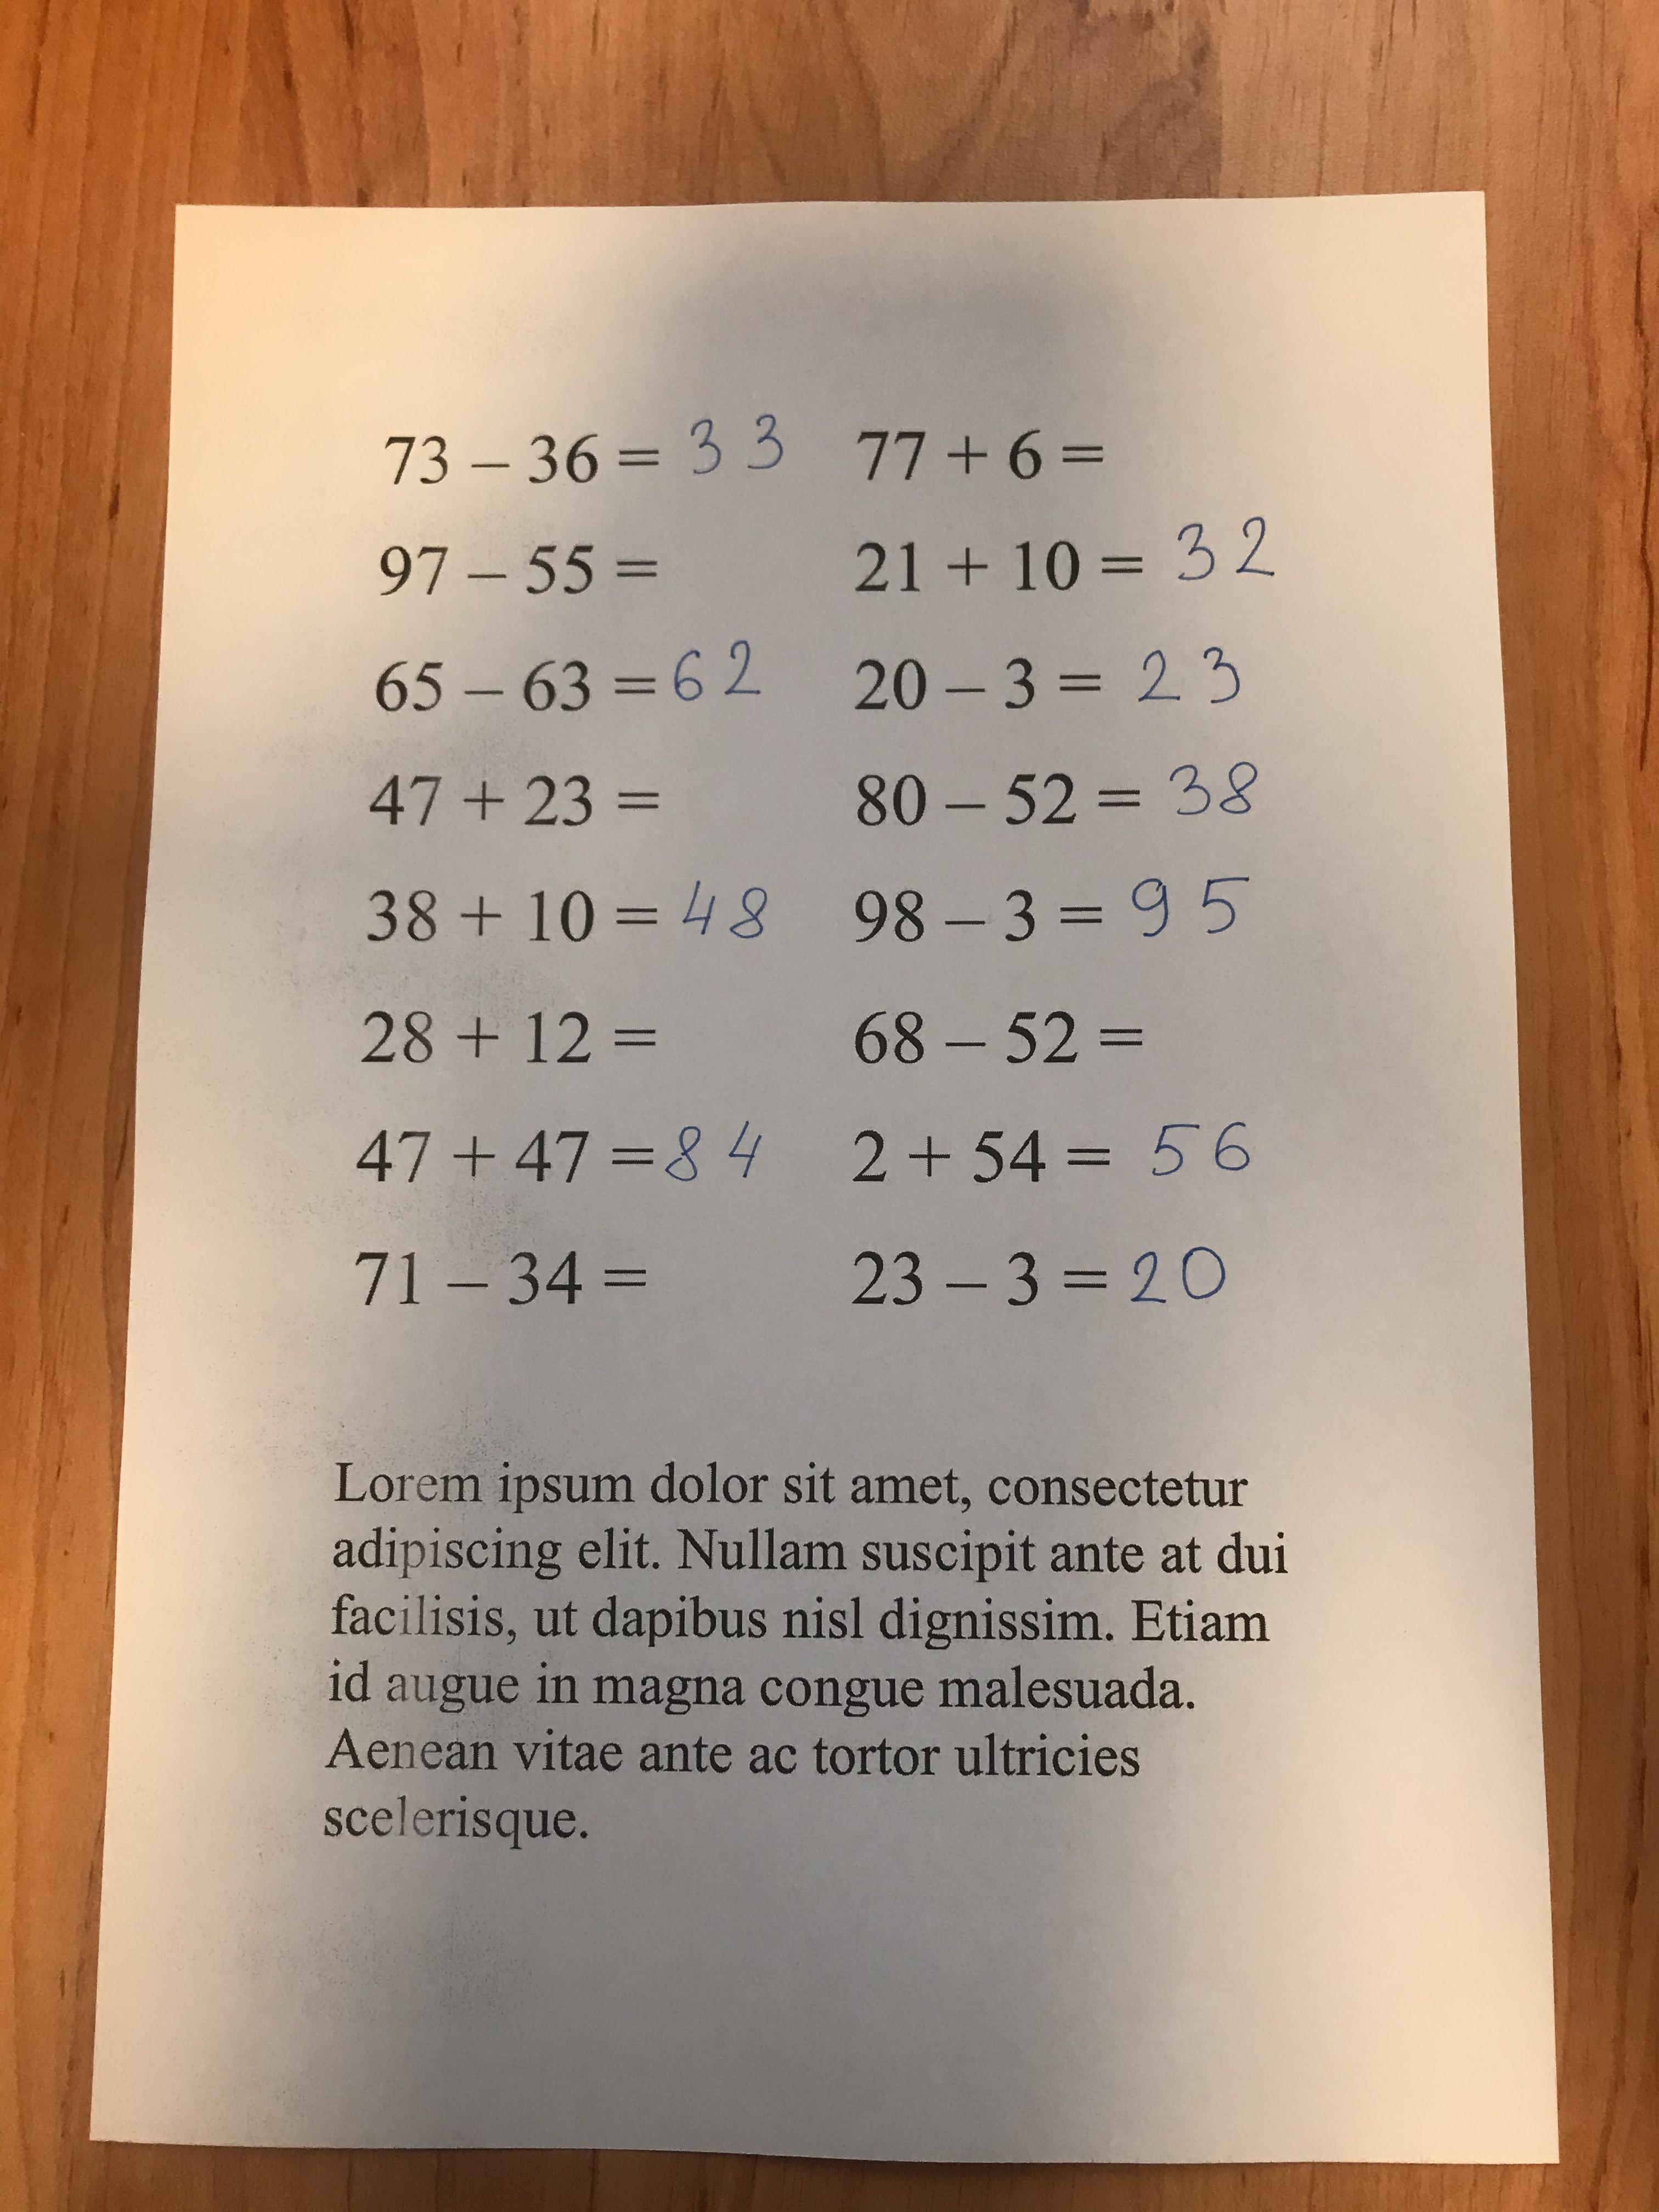 73 – 36 = 33 77 + 6 =
97 – 55 = 21 + 10 = 32
65 – 63 = 62 20 – 3 = 23
47 + 23 = 80 – 52 = 38
38 + 10 = 48 98 – 3 = 95
28 + 12 = 68 – 52 =
47 + 47 = 84 2 + 54 = 56
71 – 34 = 23 – 3 = 20
Lorem ipsum dolor sit amet, consectetur
adipiscing elit. Nullam suscipit ante at dui
facilisis, ut dapibus nisl dignissim. Etiam
id augue in magna congue malesuada.
Aenean vitae ante ac tortor ultricies
scelerisque.